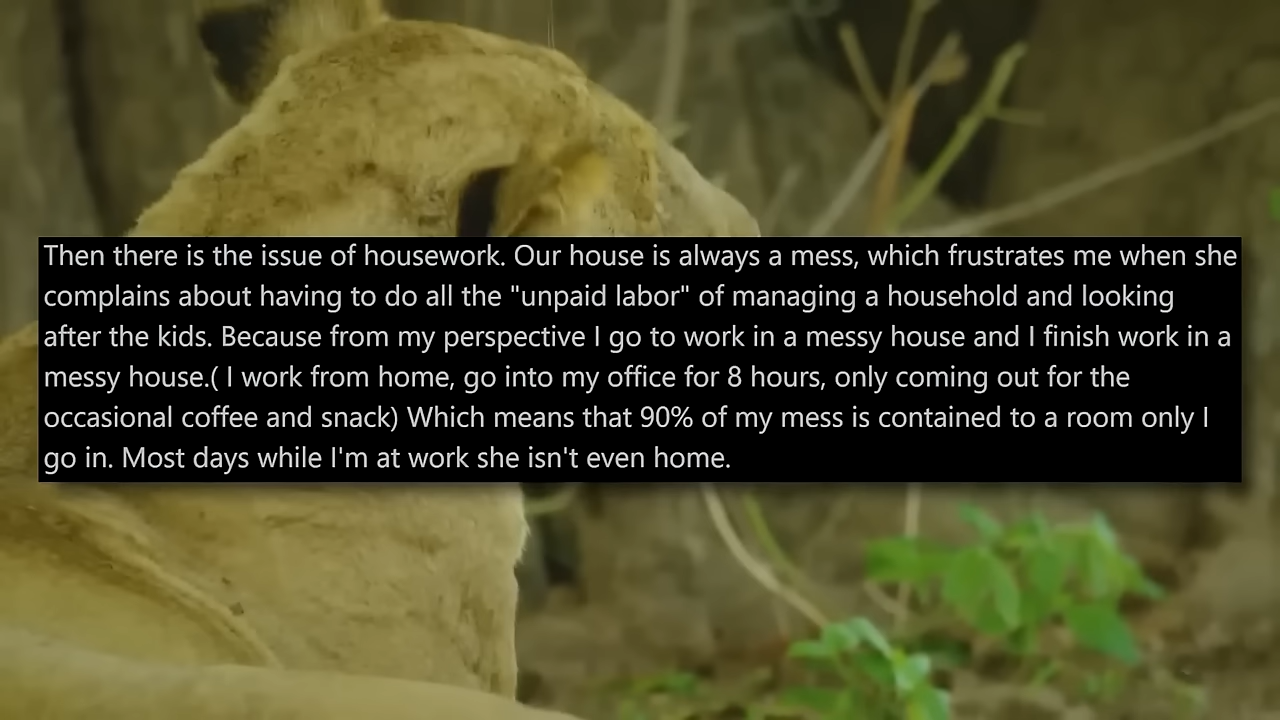 Then there is the issue of housework. Our house is always a mess, which frustrates me when she
complains about having to do all the "unpaid labor" of managing a household and looking
after the kids. Because from my perspective I go to work in a messy house and I finish work in a
messy house.( I work from home, go into my office for 8 hours, only coming out for the
occasional coffee and snack) Which means that 90% of my mess is contained to a room only I
go in. Most days while I'm at work she isn't even home.